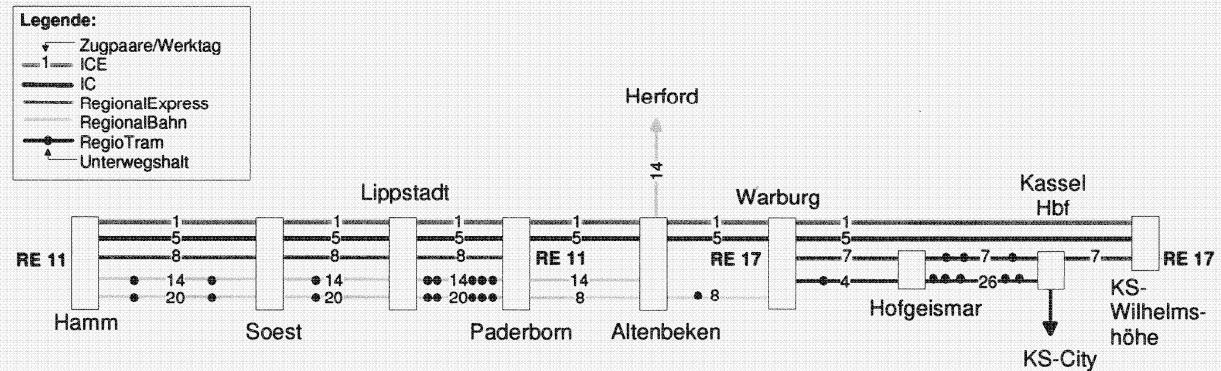 Legende:
Zugpaare/Werktag
1 ICE
IC
RegionalExpress
RegionalBahn
RegioTram
Unterwegshalt
Herford
14
Lippstadt
Warburg
Kassel
Hbf
1 1 1 1 1 1
5 5 5 5 5 5
RE 11 8 8 8 RE 11 RE 17 7 7 7 RE 17
14 14 14 14
20 20 20 8 8 4 26
Hamm
Soest
Paderborn
Altenbeken
Hofgeismar
KS-
Wilhelms-
höhe
KS-City